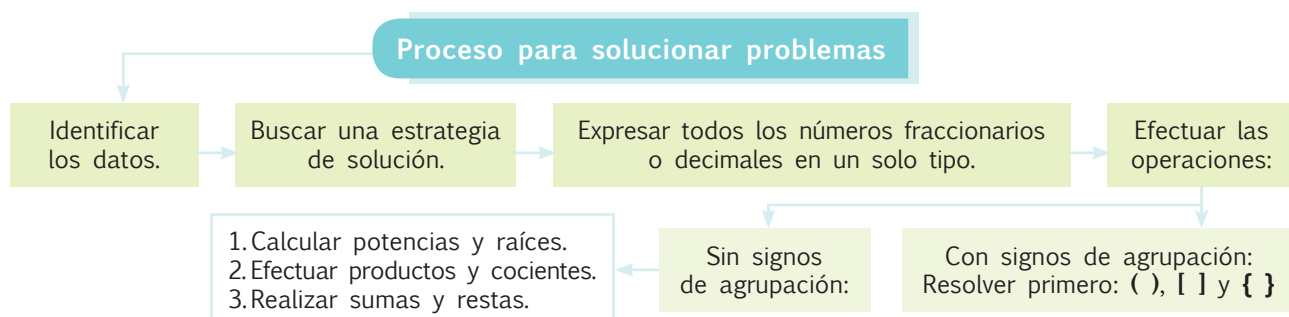 Proceso para solucionar problemas
Identificar
los datos.
Buscar una estrategia
de solución.
Expresar todos los números fraccionarios
o decimales en un solo tipo.
Efectuar las
operaciones:
1. Calcular potencias y raíces.
2. Efectuar productos y cocientes.
3. Realizar sumas y restas.
Sin signos
de agrupación:
Con signos de agrupación:
Resolver primero: ( ), [ ] y { }